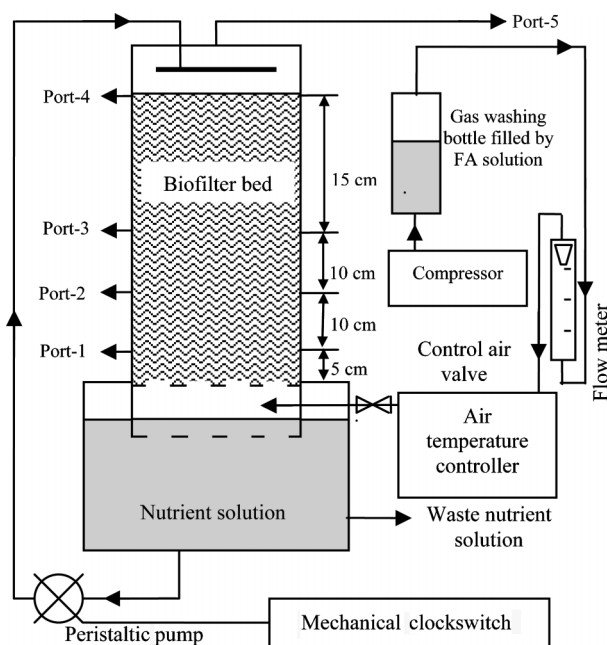 Port-5
Port-4
Gas washing
bottle filled by
FA solution
Biofilter bed
15 cm
Port-3
10 cm
Compressor
Port-2
10 cm
Port-1
5 cm
Control air
valve
Flow meter
Air
temperature
controller
Nutrient solution
Waste nutrient
solution
Peristaltic pump
Mechanical clockswitch